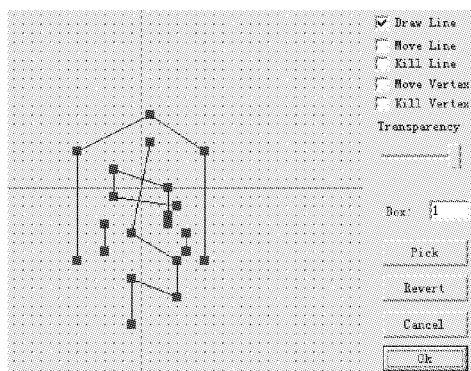 Draw Line
Move Line
Kill Line
Move Vertex
Kill Vertex
Transparency
Box: 1
Pick
Revert
Cancel
Ok